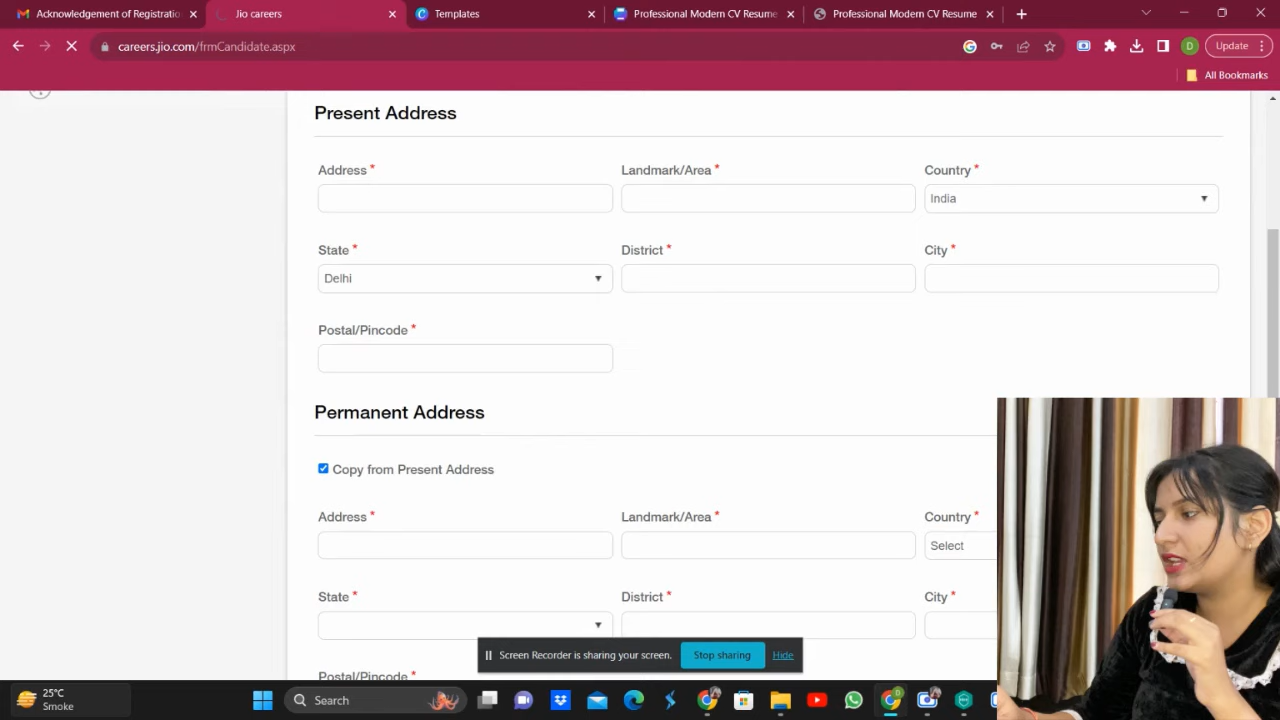 Acknowledgement of Registratio
Jio careers
Templates
Professional Modern CV Resume
Professional Modern CV Resume
careers.jio.com/frmCandidate.aspx
D
Update
All Bookmarks
Present Address
Address * Landmark/Area * Country *
India
State * District * City *
Delhi
Postal/Pincode *
Permanent Address
Copy from Present Address
Address * Landmark/Area * Country *
Select
State * District * City *
Screen Recorder is sharing your screen. Stop sharing Hide
Postal/Pincode *
25°C
Smoke
Search